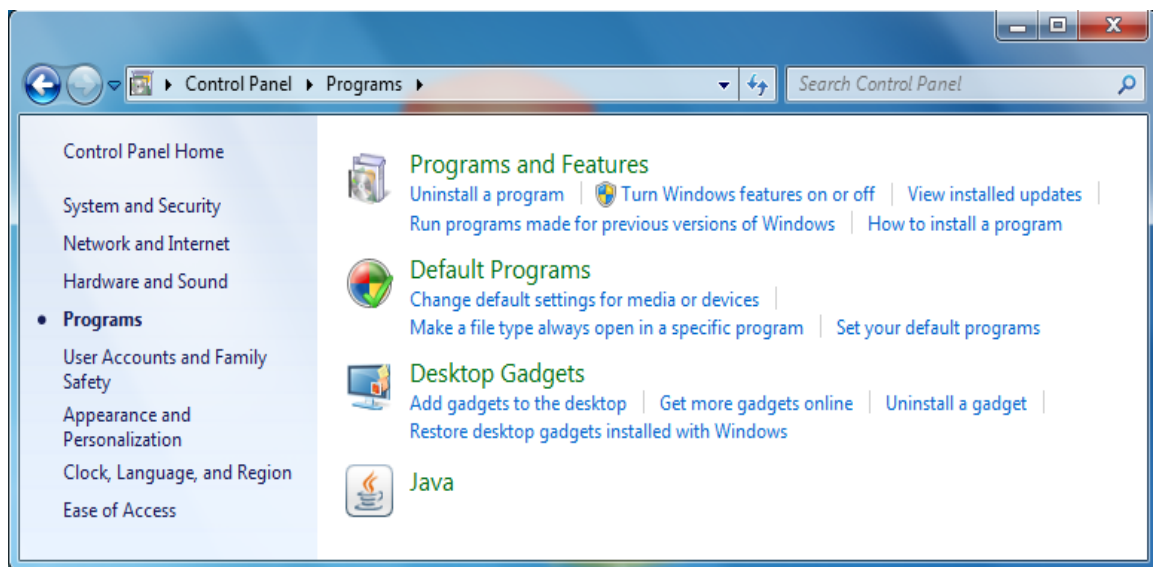 Control Panel Programs
Search Control Panel
Control Panel Home
System and Security
Network and Internet
Hardware and Sound
Programs
User Accounts and Family
Safety
Appearance and
Personalization
Clock, Language, and Region
Ease of Access
Programs and Features
Uninstall a program Turn Windows features on or off View installed updates
Run programs made for previous versions of Windows How to install a program
Default Programs
Change default settings for media or devices
Make a file type always open in a specific program Set your default programs
Desktop Gadgets
Add gadgets to the desktop Get more gadgets online Uninstall a gadget
Restore desktop gadgets installed with Windows
Java